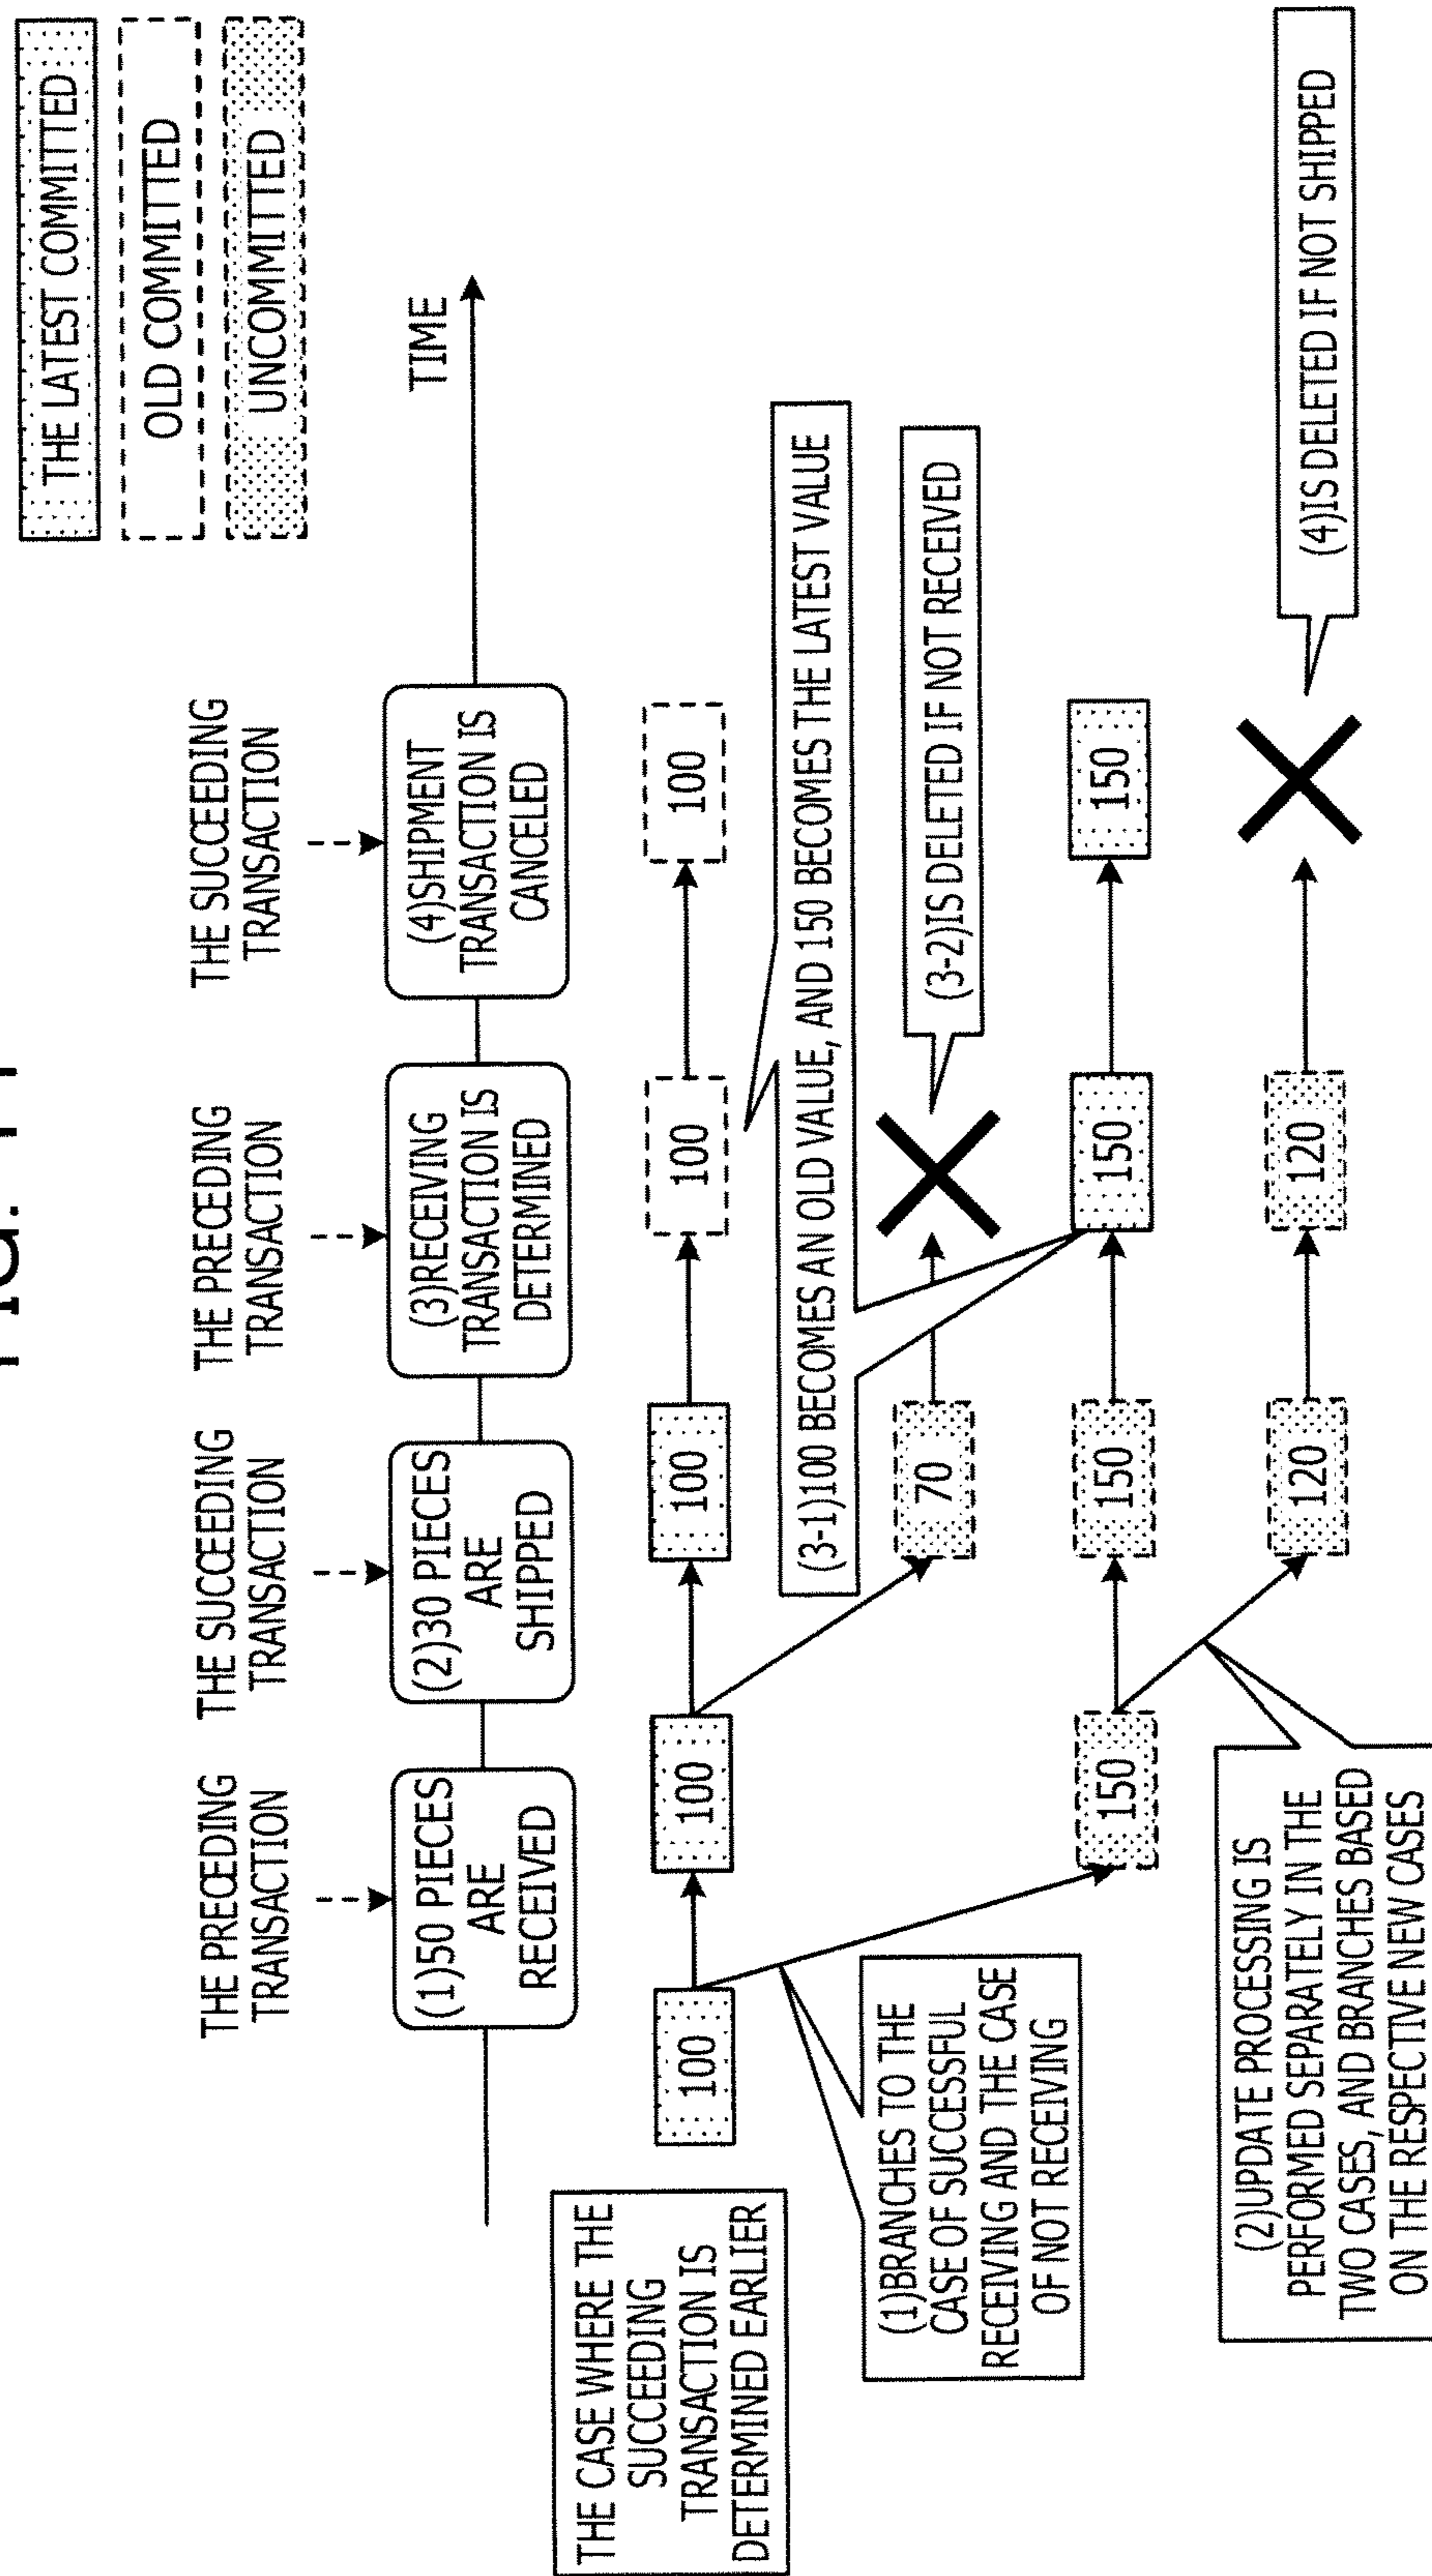 FIG.
THE LATEST COMMITTED
OLD COMMITTED
UNCOMMITTED
THE PRECEDING
TRANSACTION
THE SUCCEEDING
TRANSACTION
THE PRECEDING
TRANSACTION
THE SUCCEEDING
TRANSACTION
(1)50 PIECES
ARE
RECEIVED
(2)30 PIECES
ARE
SHIPPED
(3)RECEIVING
TRANSACTION IS
DETERMINED
(4)SHIPMENT
TRANSACTION IS
CANCELED
TIME
THE CASE WHERE THE
SUCCEEDING
TRANSACTION IS
DETERMINED EARLIER
100
100
100
100
100
(3-1)100 BECOMES AN OLD VALUE, AND 150 BECOMES THE LATEST VALUE
(1)BRANCHES TO THE
CASE OF SUCCESSFUL
RECEIVING AND THE CASE
OF NOT RECEIVING
70
(3-2)IS DELETED IF NOT RECEIVED
150
150
150
150
(2)UPDATE PROCESSING IS
PERFORMED SEPARATELY IN THE
TWO CASES, AND BRANCHES BASED
ON THE RESPECTIVE NEW CASES
120
120
(4)IS DELETED IF NOT SHIPPED